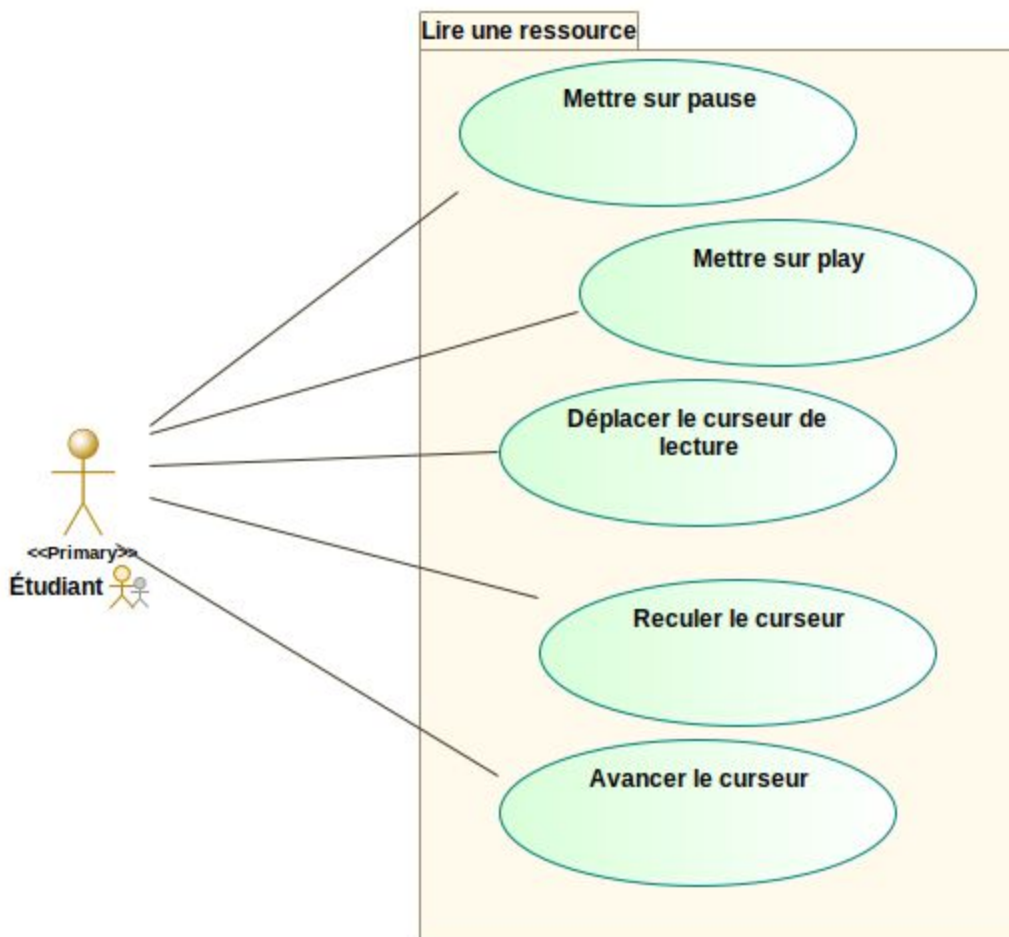 Lire une ressource
Mettre sur pause
Mettre sur play
Déplacer le curseur de
lecture
<<Primary>>
Étudiant
Reculer le curseur
Avancer le curseur